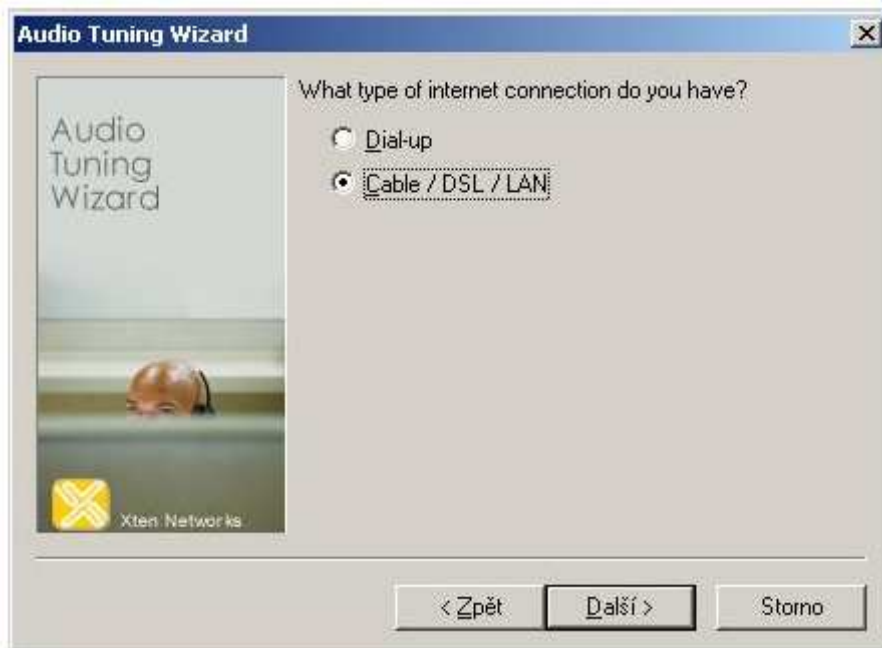 Audio Tuning Wizard
What type of internet connection do you have?
Dial-up
Cable / DSL / LAN
Audio
Tuning
Wizard
Xten Networks
< Zpět
Další >
Storno